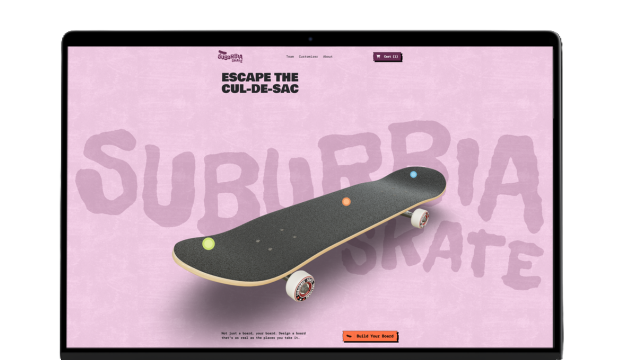 SUBURBIA
SKATE
Team Customizer About
Cart (1)
ESCAPE THE
CUL-DE-SAC
SUBURBIA
SKATE
Not just a board, your board. Design a board
that's as real as the places you take it.
Build Your Board